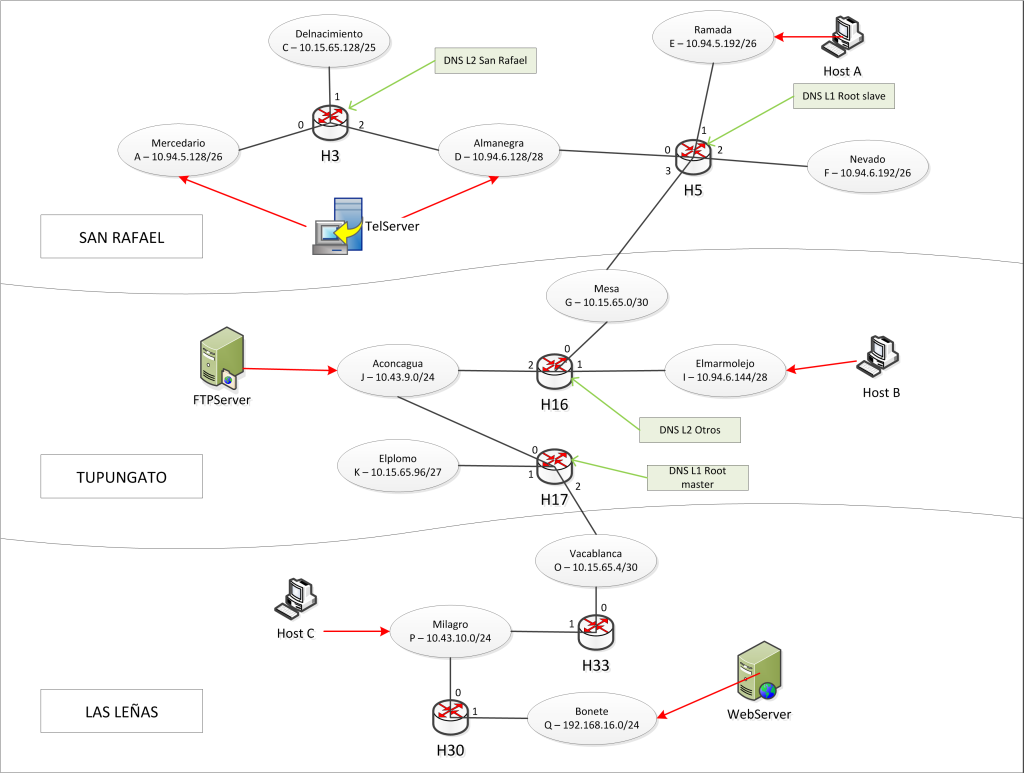 Delnacimiento
C – 10.15.65.128/25
DNS L2 San Rafael
1
0
2
H3
Mercedario
A – 10.94.5.128/26
Almanegra
D – 10.94.6.128/28
TelServer
SAN RAFAEL
Ramada
E – 10.94.5.192/26
Host A
DNS L1 Root slave
1
0
2
3
H5
Nevado
F – 10.94.6.192/26
Mesa
G – 10.15.65.0/30
FTPServer
Aconcagua
J – 10.43.9.0/24
0
2
1
H16
Elmarmolejo
I – 10.94.6.144/28
Host B
DNS L2 Otros
Elplomo
K – 10.15.65.96/27
0
1
2
H17
DNS L1 Root
master
TUPUNGATO
Vacablanca
O – 10.15.65.4/30
Host C
Milagro
P – 10.43.10.0/24
0
1
H33
0
1
H30
Bonete
Q – 192.168.16.0/24
WebServer
LAS LEÑAS